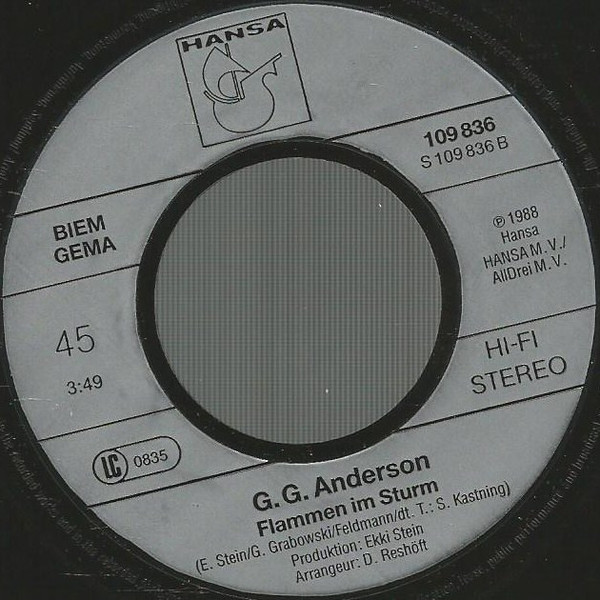 HANSA
109 836
S 109 836 B
BIEM
GEMA
℗ 1988
Hansa
HANSA M. V./
AllDrei M. V.
45
3:49
HI-FI
STEREO
LC 0835
G. G. Anderson
Flammen im Sturm
(E. Stein/G. Grabowski/Feldmann/dt. T.: S. Kastning)
Produktion: Ekki Stein
Arrangeur: D. Reshöft